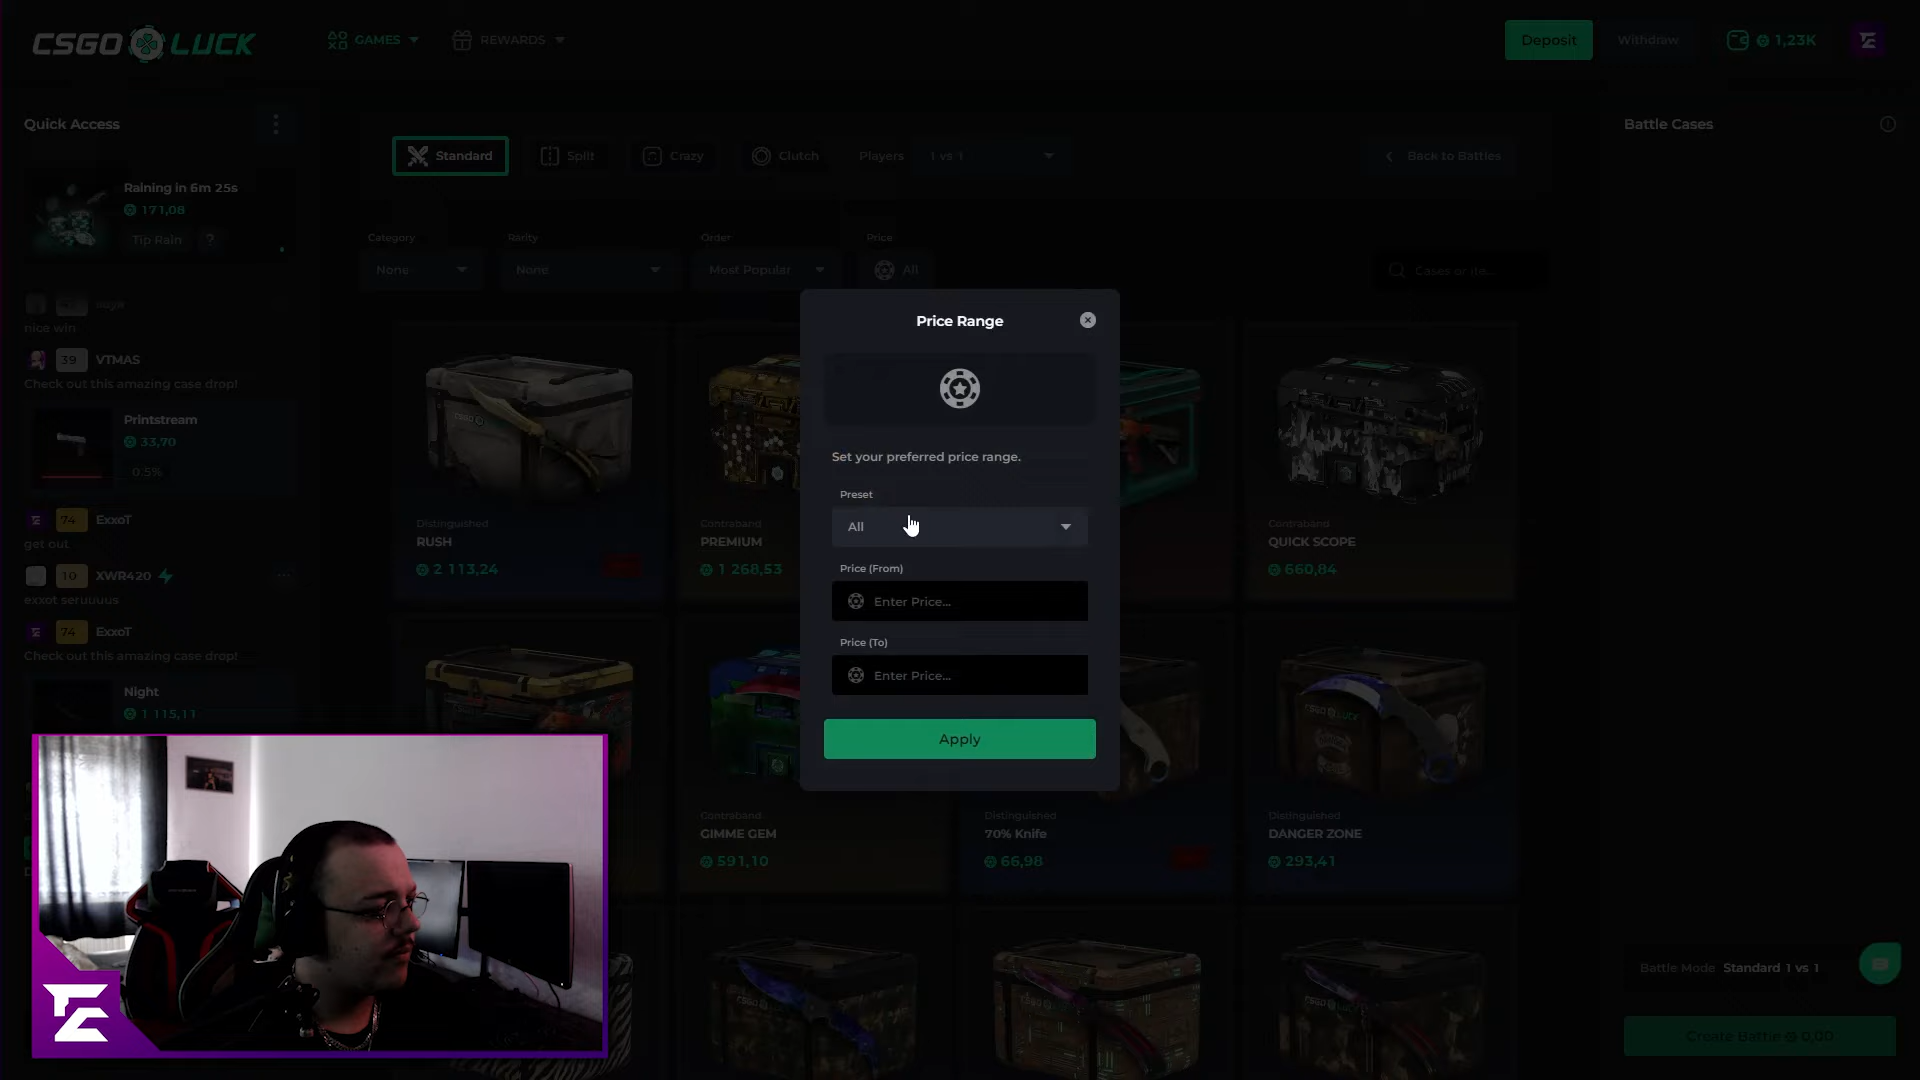 CSGO LUCK
GAMES
REWARDS
Deposit
Withdraw
1,23K
Quick Access
Raining in 6m 25s
171,08
Tip Rain
?
nice win
39 VTMAS
Check out this amazing case drop!
Printstream
33,70
0.5%
74 ExxoT
get out
10 XWR420
exxot seruuuus
74 ExxoT
Check out this amazing case drop!
Night
1 115,11
Standard
Split
Crazy
Clutch
Players
1 vs 1
Back to Battles
Category
None
Rarity
None
Order
Most Popular
Price
All
Cases or ite...
Distinguished
RUSH
2 113,24
Contraband
PREMIUM
1 268,53
Contraband
QUICK SCOPE
660,84
Contraband
GIMME GEM
591,10
Distinguished
70% Knife
66,98
Distinguished
DANGER ZONE
293,41
Price Range
Set your preferred price range.
Preset
All
Price (From)
Enter Price...
Price (To)
Enter Price...
Apply
Battle Cases
Battle Mode Standard 1 vs 1
Create Battle 0,00